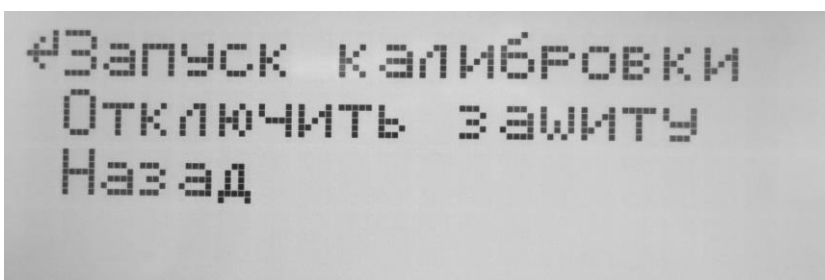 ↵Запуск калибровки
Отключить зашиту
Назад